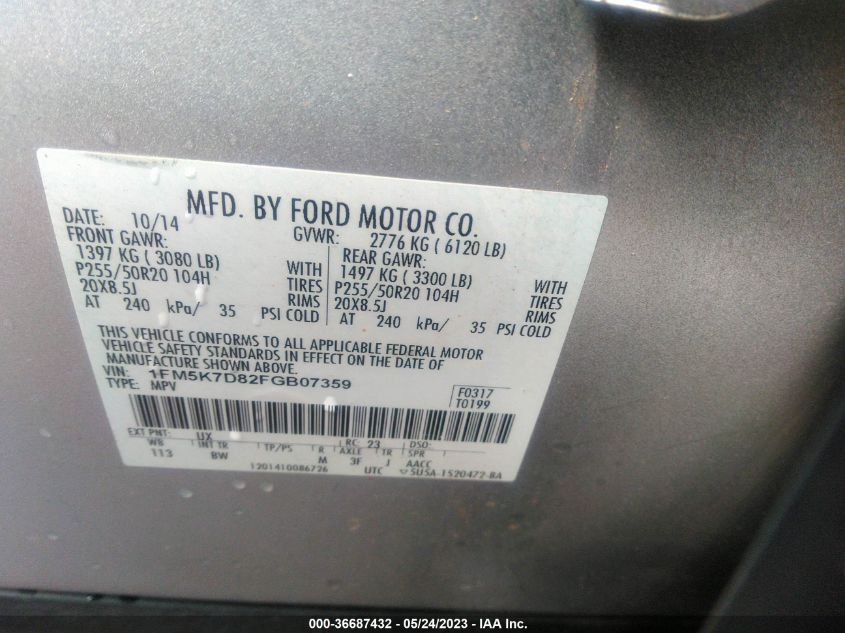 MFD. BY FORD MOTOR CO.
DATE: 10/14 GVWR: 2776 KG ( 6120 LB)
FRONT GAWR: REAR GAWR:
1397 KG ( 3080 LB) WITH 1497 KG ( 3300 LB) WITH
P255/50R20 104H TIRES P255/50R20 104H TIRES
20X8.5J RIMS 20X8.5J RIMS
AT 240 kPa/ 35 PSI COLD AT 240 kPa/ 35 PSI COLD
THIS VEHICLE CONFORMS TO ALL APPLICABLE FEDERAL MOTOR
VEHICLE SAFETY STANDARDS IN EFFECT ON THE DATE OF
MANUFACTURE SHOWN ABOVE.
VIN: 1FM5K7D82FGB07359
TYPE: MPV
F0317
T0199
EXT PNT: UX RC: 23 DSO:
WB INT TR TP/PS R AXLE TR SPR
113 BW M 3F J AACC
1201410086726 UTC SUSA-1520472-BA
000-36687432 — 05/24/2023 — IAA Inc.